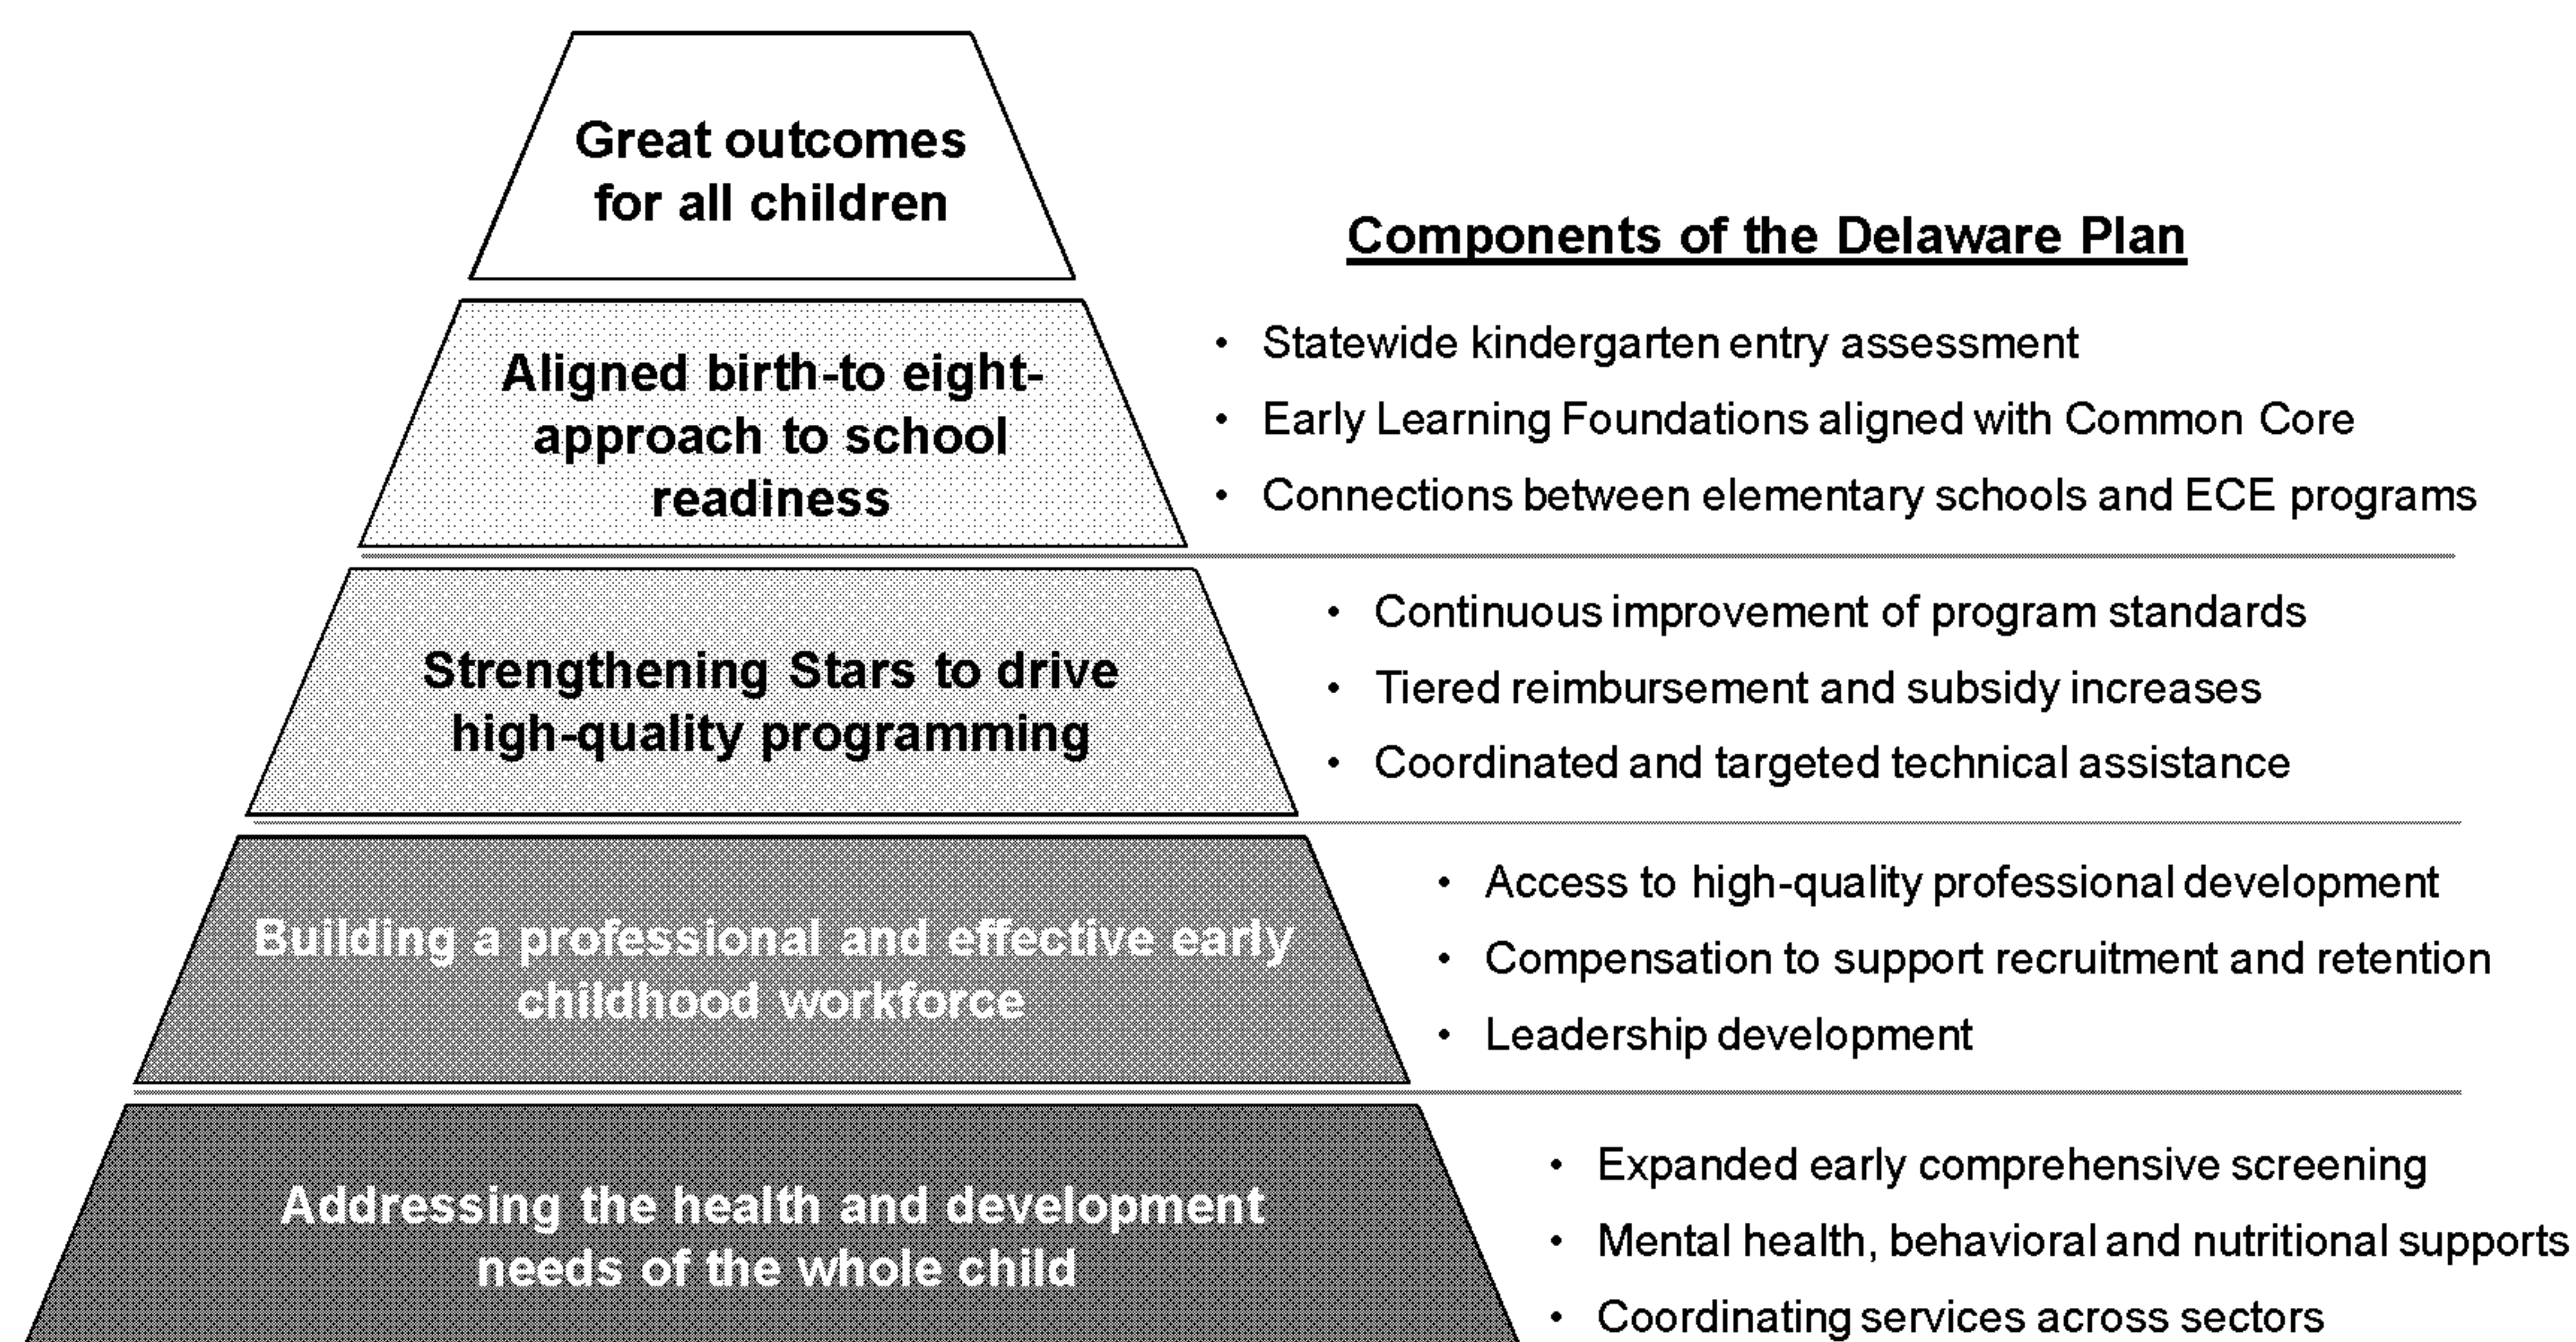 Great outcomes
for all children
Components of the Delaware Plan
Aligned birth-to eight-
approach to school
readiness
• Statewide kindergarten entry assessment
• Early Learning Foundations aligned with Common Core
• Connections between elementary schools and ECE programs
Strengthening Stars to drive
high-quality programming
• Continuous improvement of program standards
• Tiered reimbursement and subsidy increases
• Coordinated and targeted technical assistance
Building a professional and effective early
childhood workforce
• Access to high-quality professional development
• Compensation to support recruitment and retention
• Leadership development
Addressing the health and development
needs of the whole child
• Expanded early comprehensive screening
• Mental health, behavioral and nutritional supports
• Coordinating services across sectors